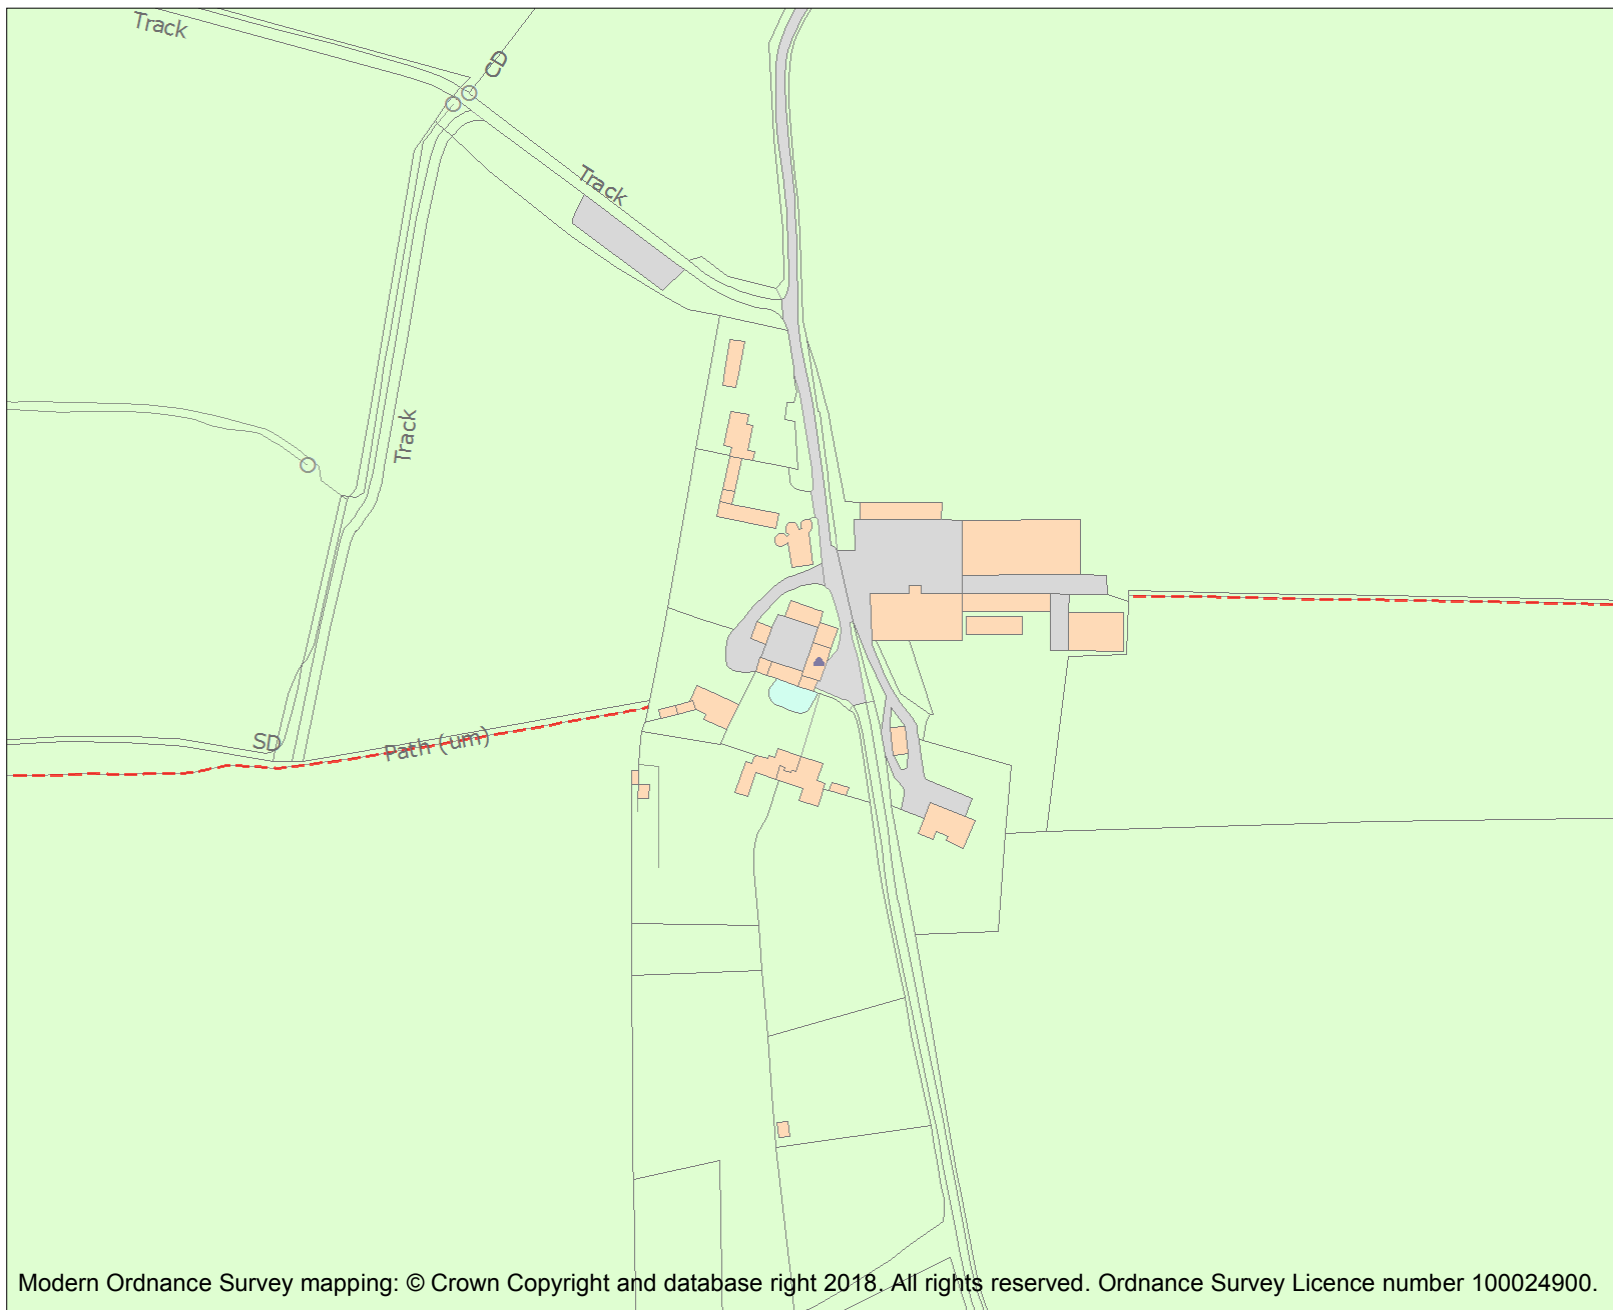 Track
CD
Track
Track
SD
Path (um)
Modern Ordnance Survey mapping: © Crown Copyright and database right 2018. All rights reserved. Ordnance Survey Licence number 100024900.